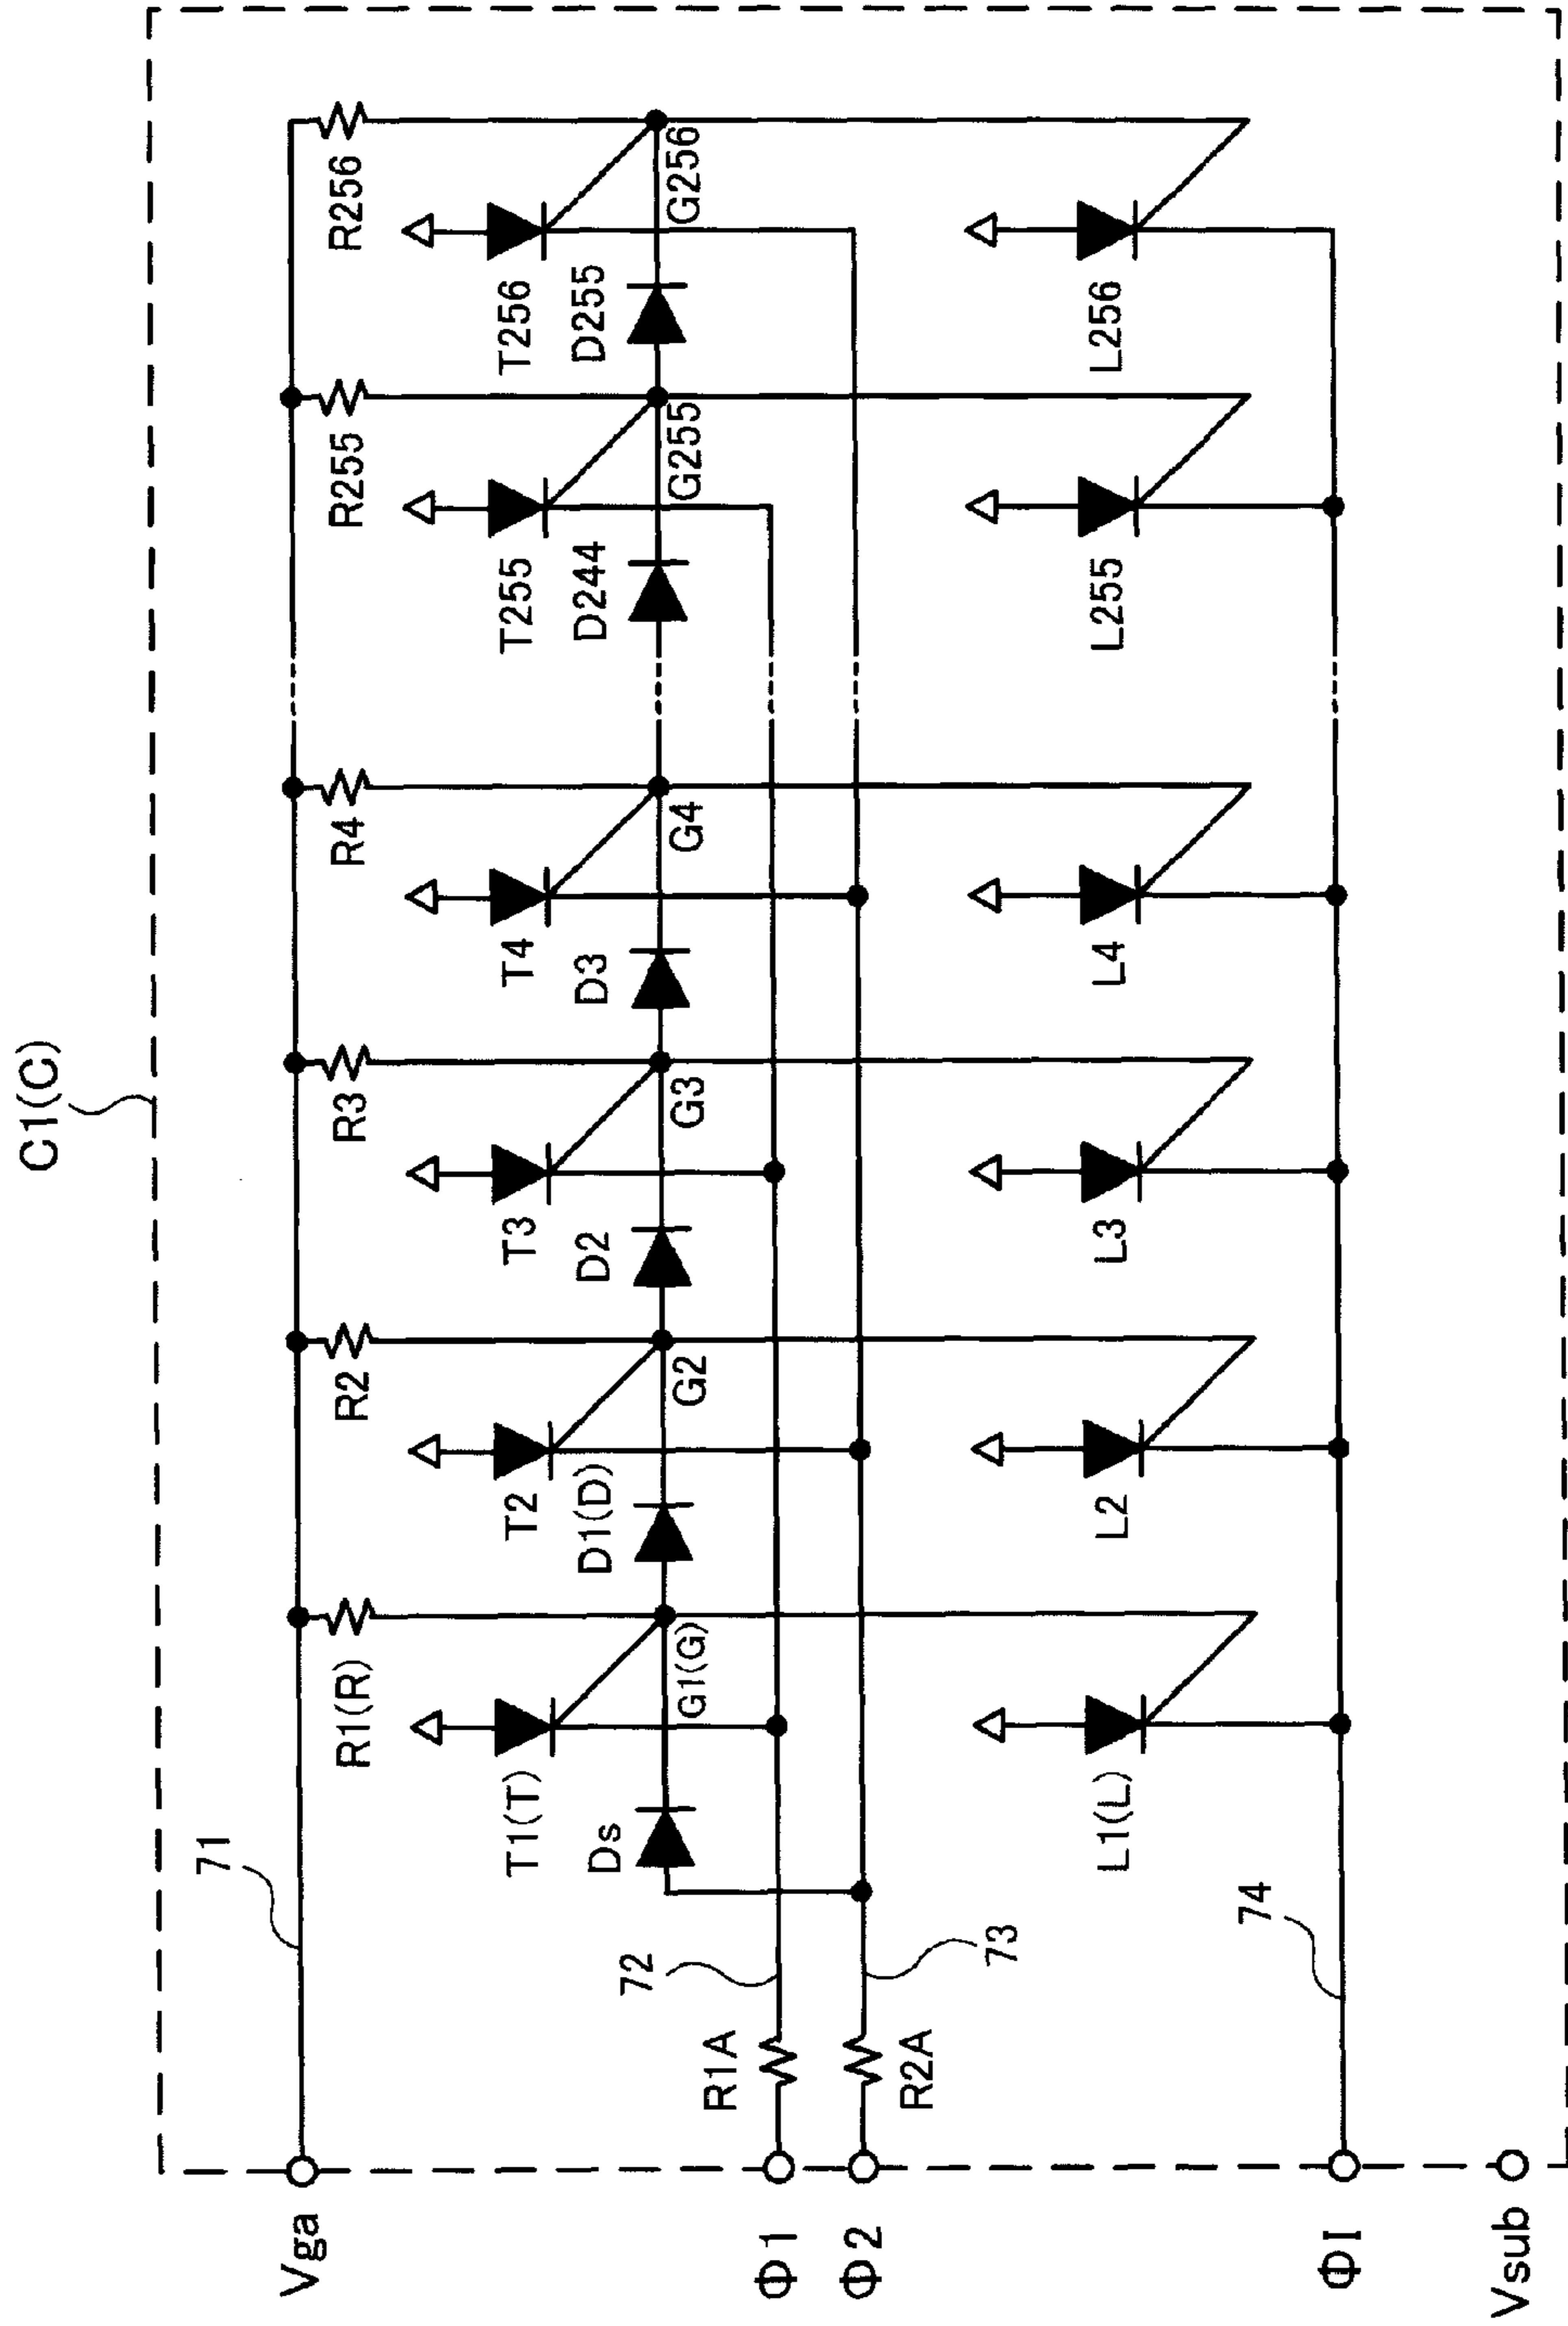 C1(C)
71
R1(R)
R2
R3
R4
R255
R256
T1(T)
T2
T3
T4
T255
T256
Ds
D1(D)
D2
D3
D244
D255
G1(G)
G2
G3
G4
G255
G256
72
R1A
73
R2A
L1(L)
L2
L3
L4
L255
L256
74
Vga
Φ1
Φ2
ΦI
Vsub